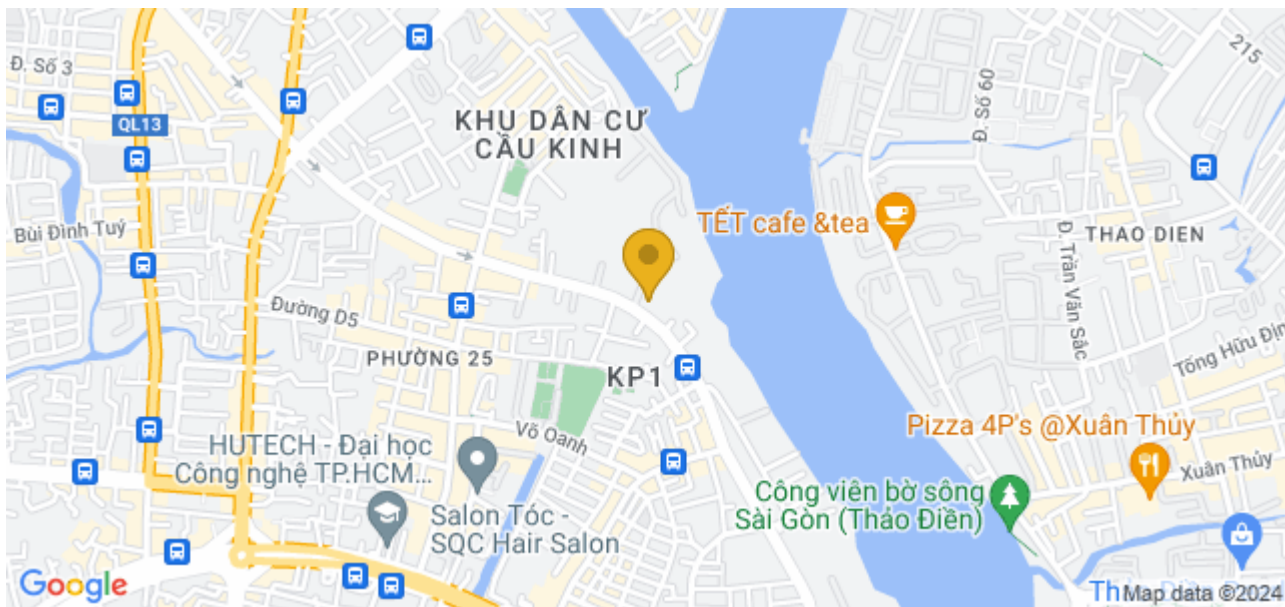 215
Đ. Số 3
Đ. Số 60
QL13
KHU DÂN CƯ
CẦU KINH
TẾT cafe &tea
Bùi Đình Tuý
THAO DIEN
Đ. Trần Văn Sắc
Đường D5
PHƯỜNG 25
KP1
Tống Hữu Địn
Võ Oanh
Pizza 4P's @Xuân Thủy
HUTECH - Đại học
Công nghệ TP.HCM...
Xuân Thủy
Công viên bờ sông
Sài Gòn (Thảo Điền)
Salon Tóc -
SQC Hair Salon
Google
Map data ©2024